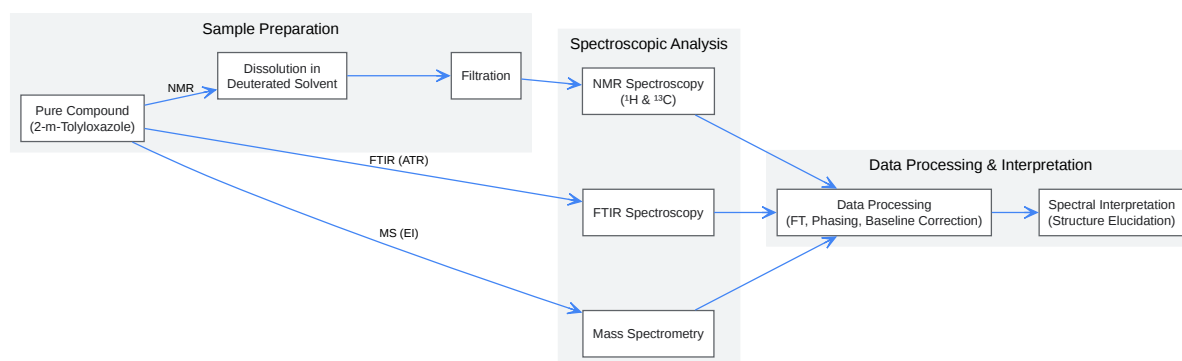 Sample Preparation
Pure Compound
(2-m-Tolyloxazole)
NMR
Dissolution in
Deuterated Solvent
Filtration
FTIR (ATR)
MS (EI)
Spectroscopic Analysis
NMR Spectroscopy
(¹H & ¹³C)
FTIR Spectroscopy
Mass Spectrometry
Data Processing & Interpretation
Data Processing
(FT, Phasing, Baseline Correction)
Spectral Interpretation
(Structure Elucidation)